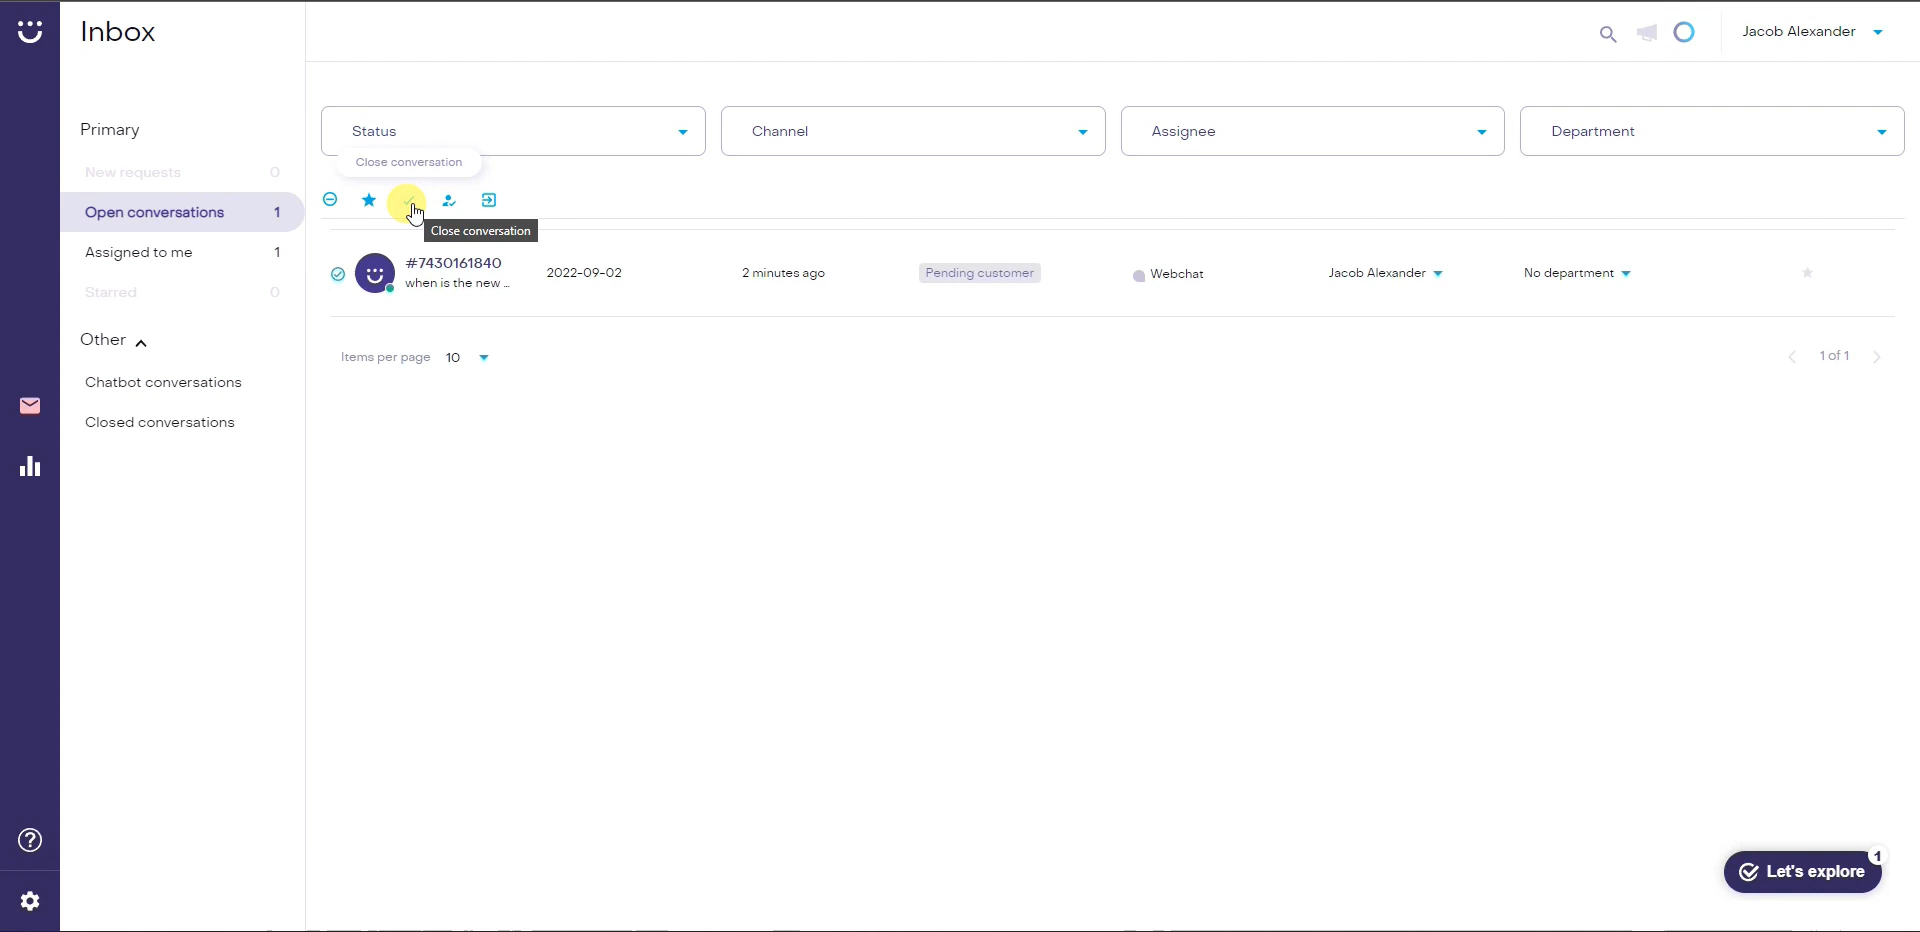 Inbox
Jacob Alexander
Primary
New requests 0
Open conversations 1
Assigned to me 1
Starred 0
Other
Chatbot conversations
Closed conversations
Status
Channel
Assignee
Department
Close conversation
Close conversation
#7430161840
when is the new ...
2022-09-02
2 minutes ago
Pending customer
Webchat
Jacob Alexander
No department
Items per page 10
1 of 1
Let's explore
1